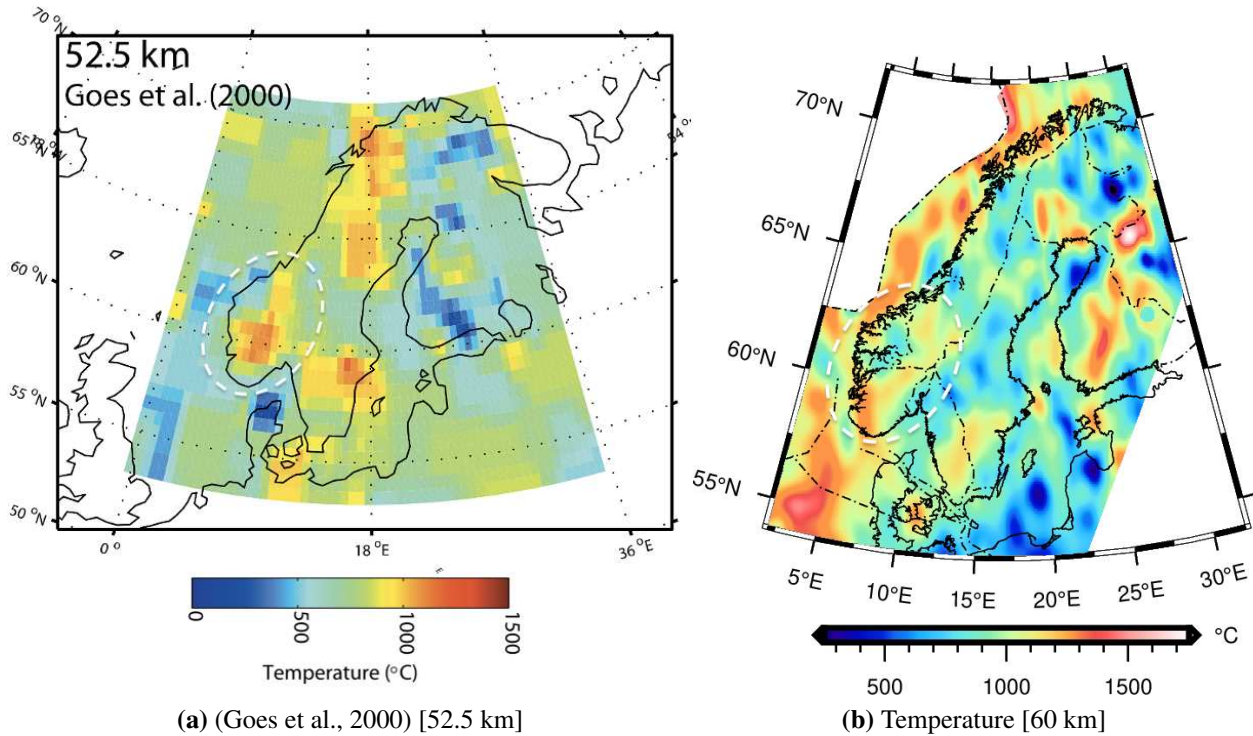 70 °N
52.5 km
Goes et al. (2000)
65 °N
60 °N
55 °N
50 °N
0 °
18 °E
36 °E
E
0
500
1000
1500
Temperature (°C)
(a) (Goes et al., 2000) [52.5 km]
70°N
65°N
60°N
55°N
5°E
10°E
15°E
20°E
25°E
30°E
°C
500
1000
1500
(b) Temperature [60 km]